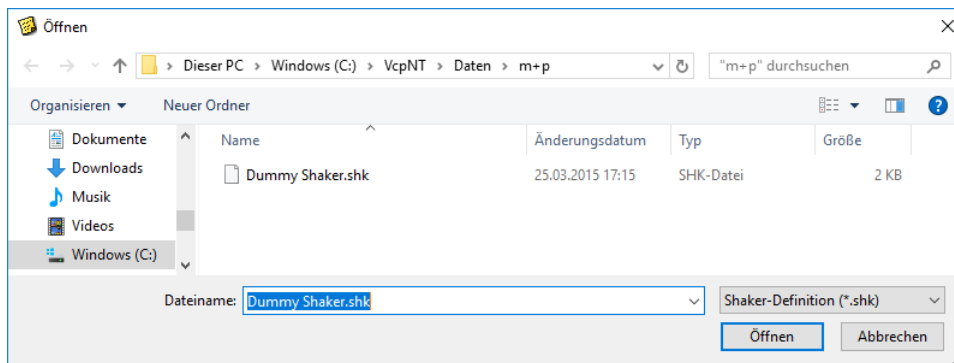 Öffnen
Dieser PC > Windows (C:) > VcpNT > Daten > m+p
"m+p" durchsuchen
Organisieren
Neuer Ordner
Dokumente
Downloads
Musik
Videos
Windows (C:)
Name Änderungsdatum Typ Größe
Dummy Shaker.shk 25.03.2015 17:15 SHK-Datei 2 KB
Dateiname: Dummy Shaker.shk
Shaker-Definition (*.shk)
Öffnen
Abbrechen